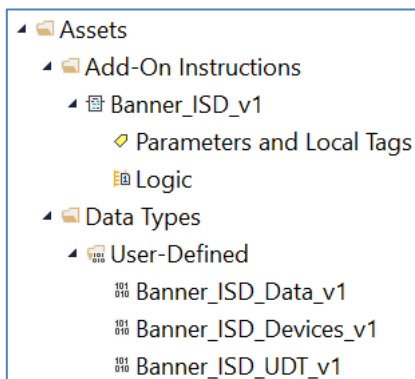 Assets
Add-On Instructions
Banner_ISD_v1
Parameters and Local Tags
Logic
Data Types
User-Defined
Banner_ISD_Data_v1
Banner_ISD_Devices_v1
Banner_ISD_UDT_v1